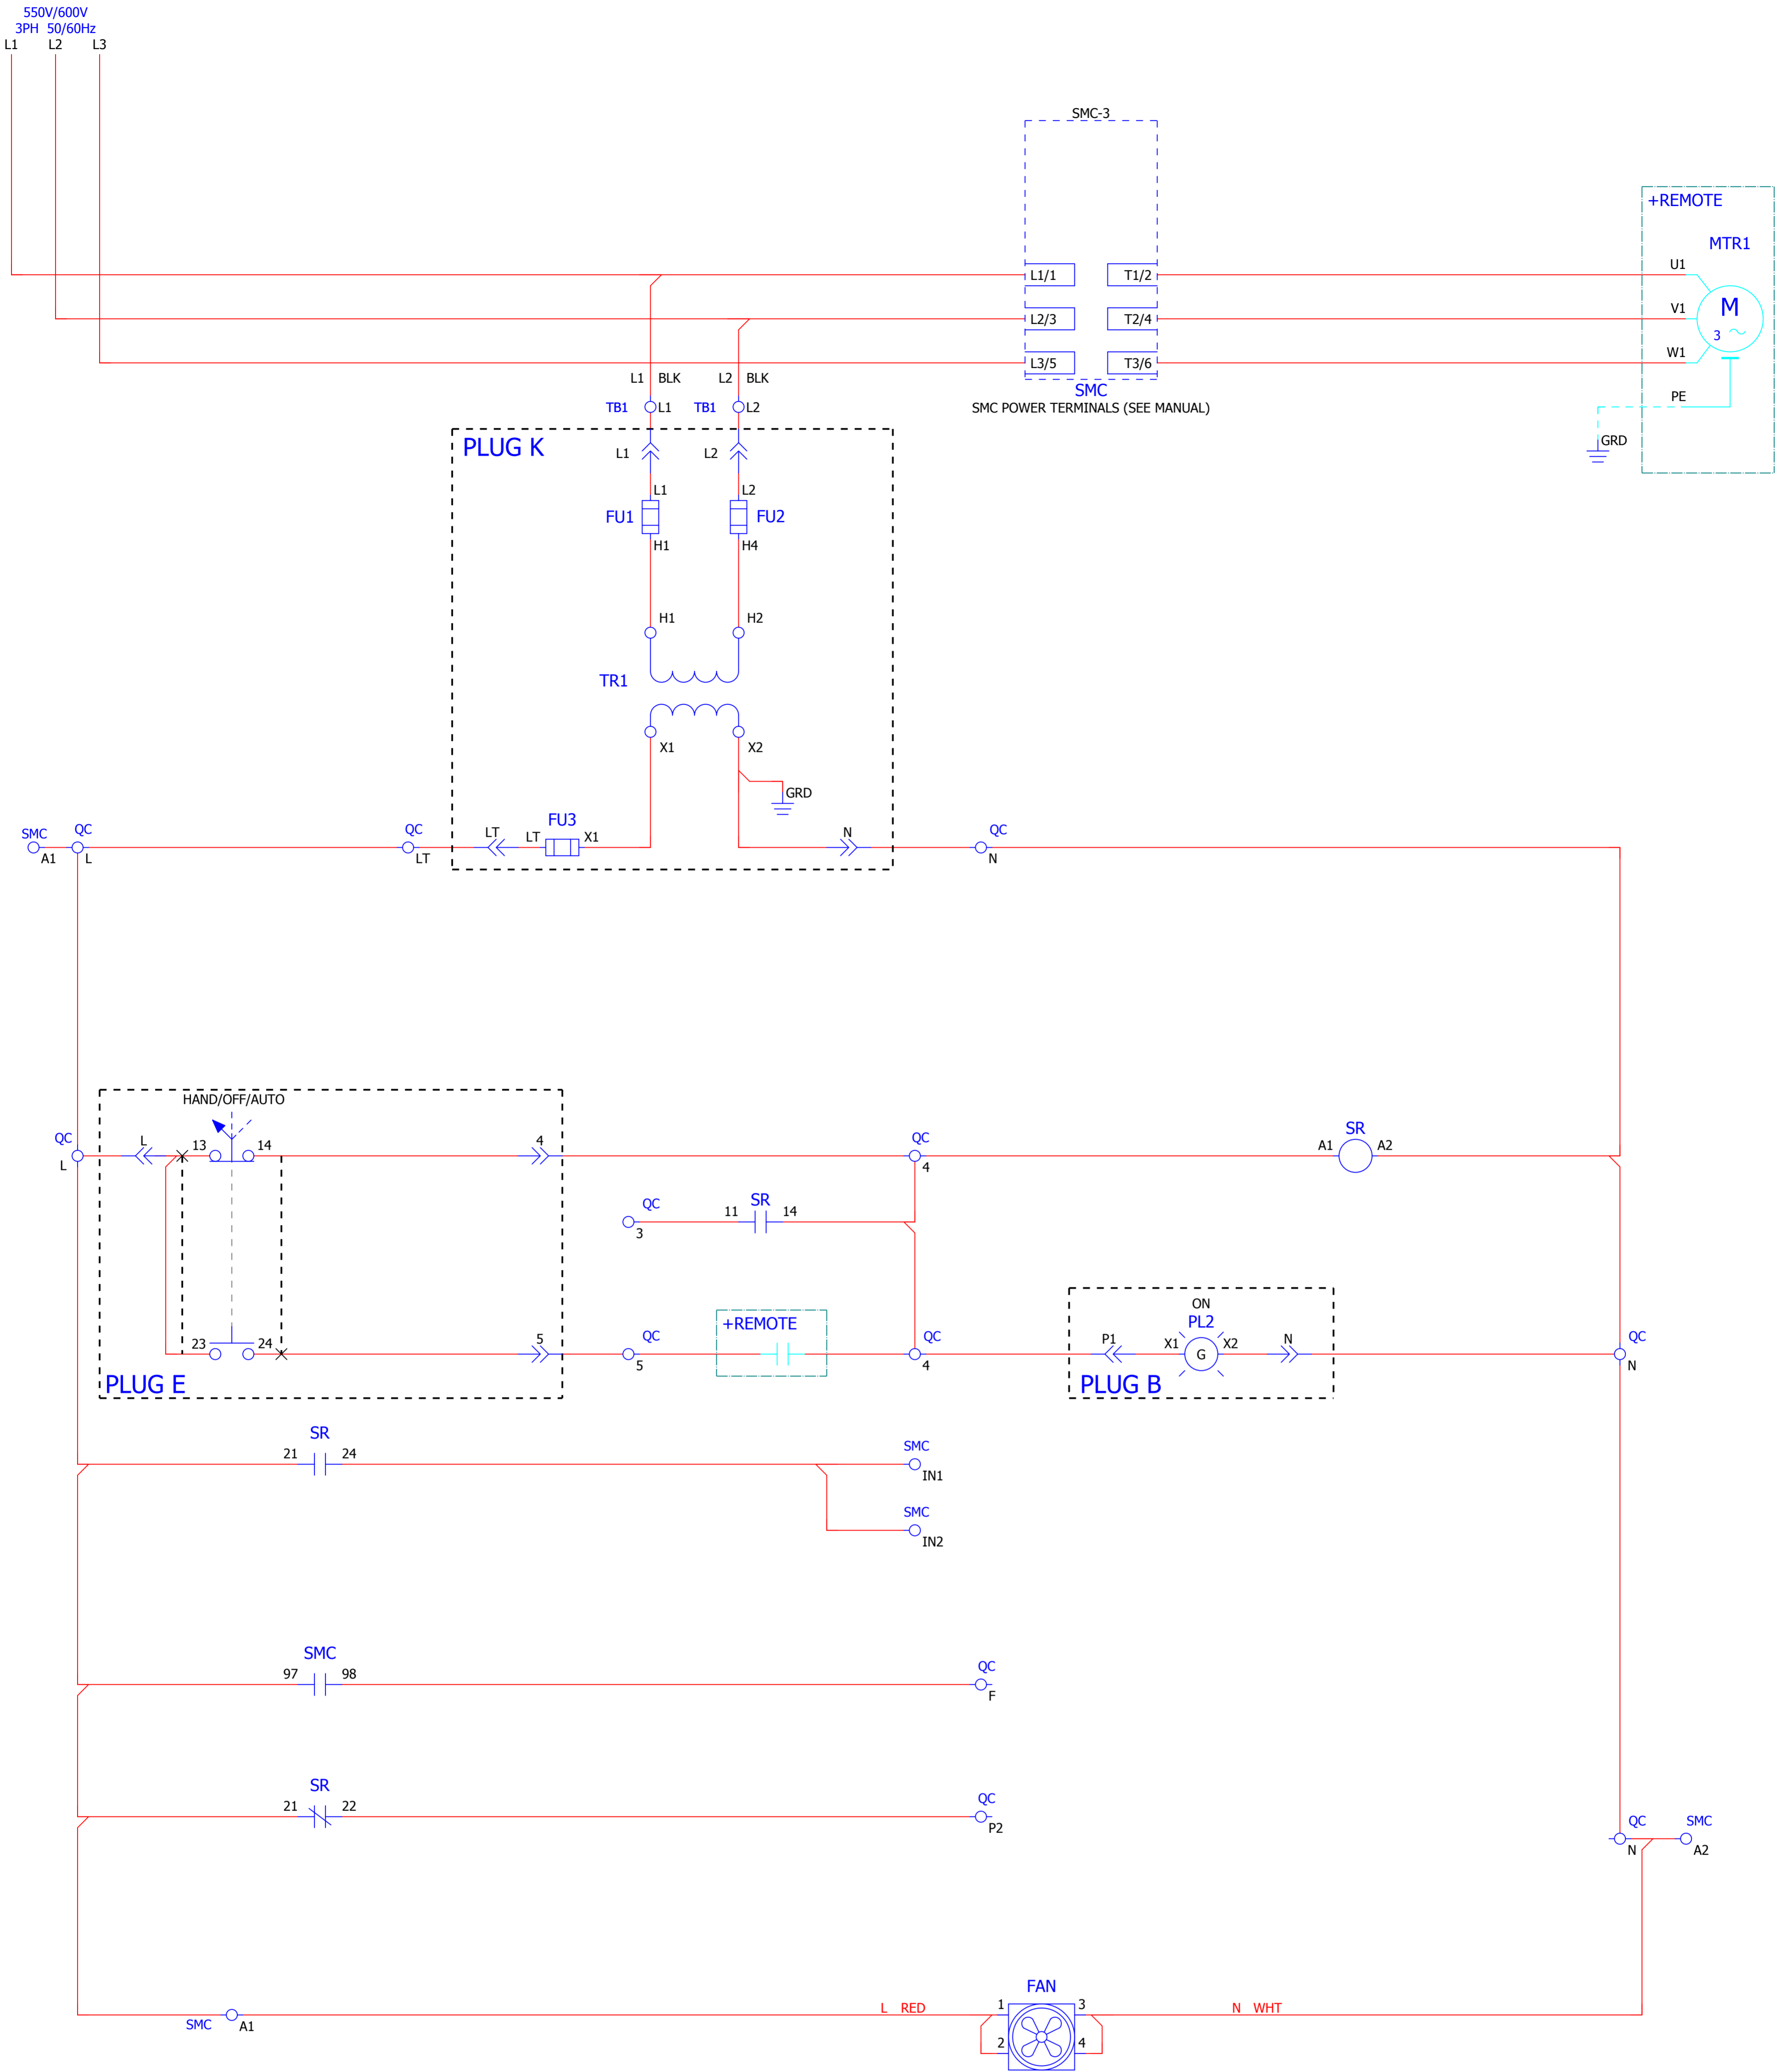 550V/600V
3PH 50/60Hz
L1 L2 L3
SMC-3
+REMOTE
MTR1
L1/1 T1/2 U1
L2/3 T2/4 V1 M
3
L3/5 T3/6 W1
L1 BLK L2 BLK SMC
TB1 L1 TB1 L2 SMC POWER TERMINALS (SEE MANUAL) PE
GRD
PLUG K
L1 L2
L1 L2
FU1 FU2
H1 H4
H1 H2
TR1
X1 X2
GRD
FU3
SMC QC QC LT LT X1 N QC
A1 L LT N
HAND/OFF/AUTO
QC L 13 14 4 QC SR
A1 A2
L 4
QC 11 SR 14
3
+REMOTE ON
PL2
23 24 5 QC QC P1 X1 G X2 N QC
5 4 N
PLUG E PLUG B
SR
21 24 SMC
IN1
SMC
IN2
SMC
97 98 QC
F
SR
21 22 QC
P2
QC SMC
N A2
FAN
L RED 1 3 N WHT
SMC A1
2 4